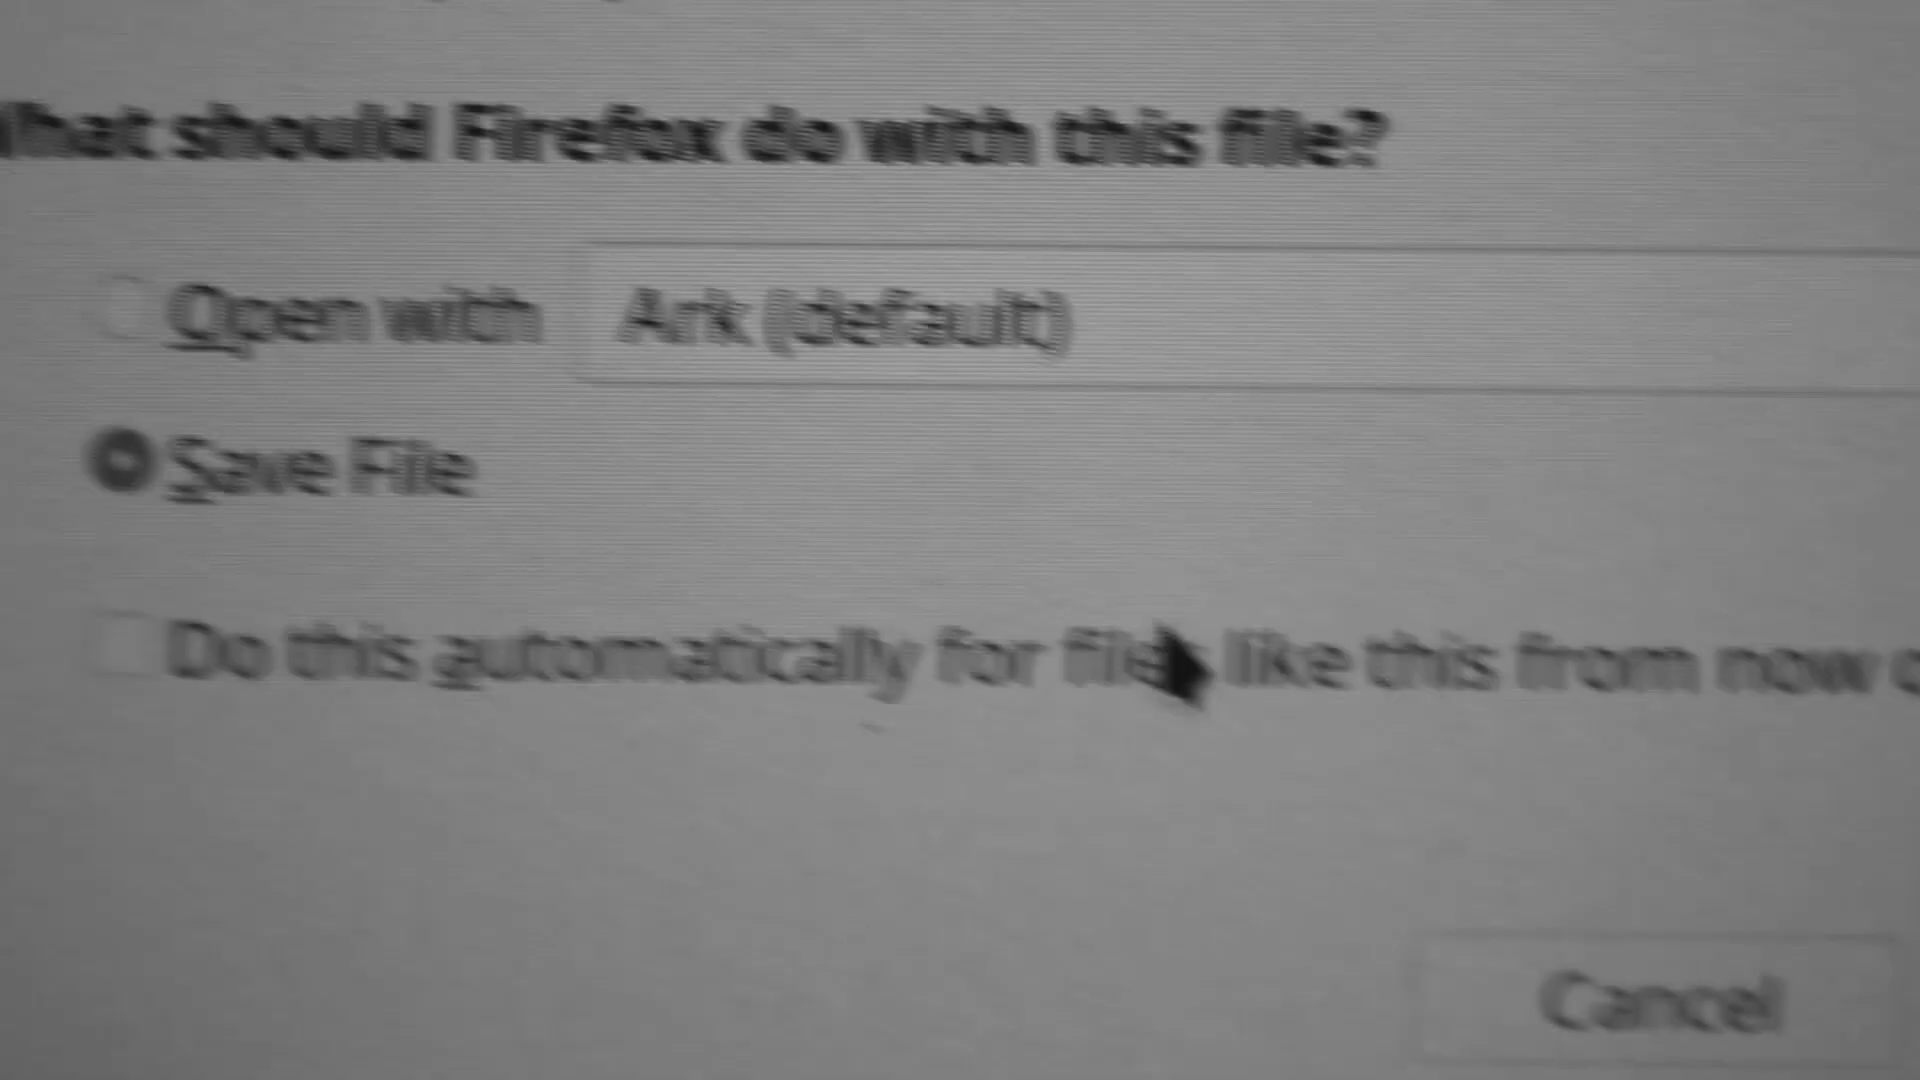 What should Firefox do with this file?
Open with Ark (default)
Save File
Do this automatically for files like this from now
Cancel